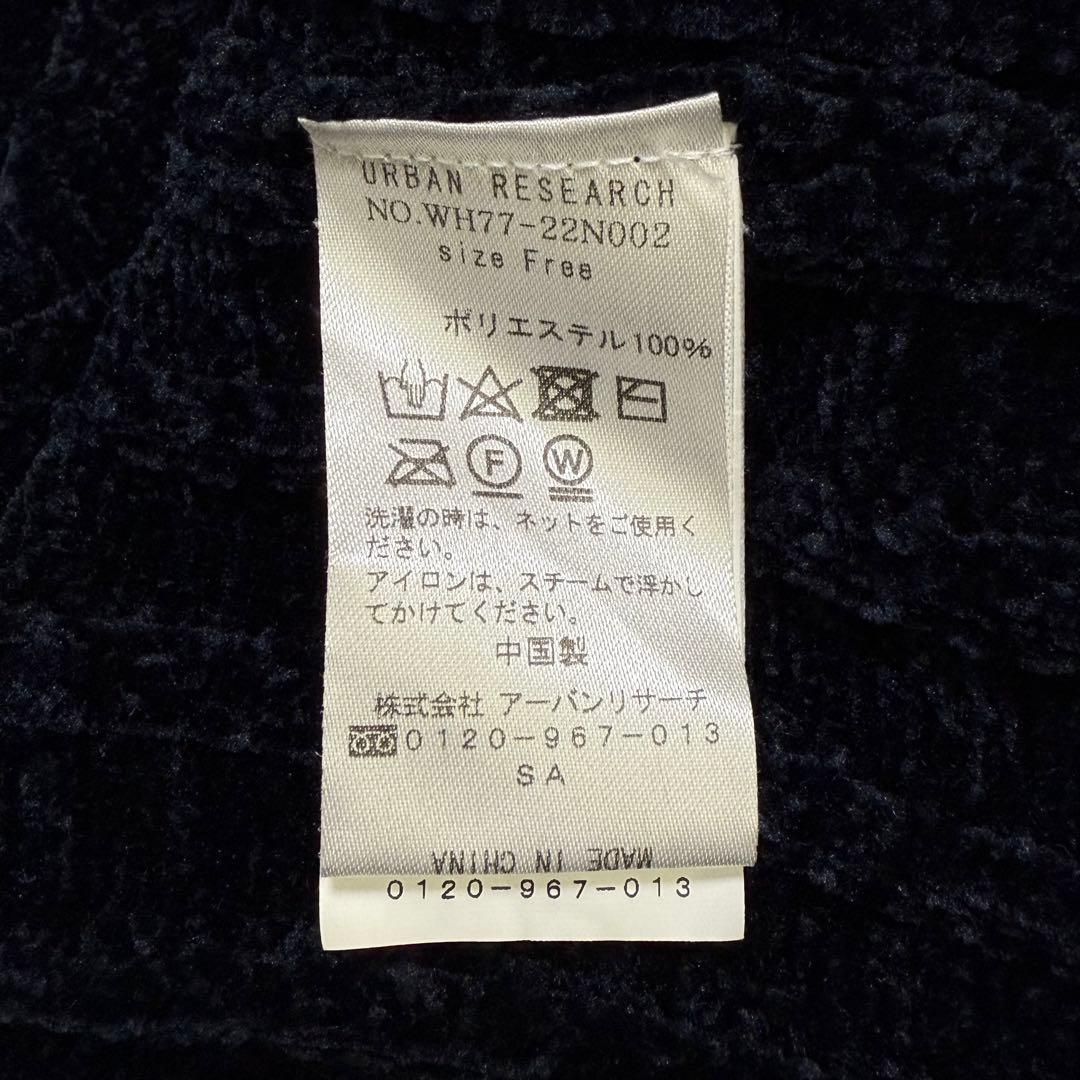 URBAN RESEARCH
NO.WH77-22N002
size Free
ポリエステル100%
F W
洗濯の時は、ネットをご使用く
ださい。
アイロンは、スチームで浮かし
てかけてください。
中国製
株式会社 アーバンリサーチ
0120-967-013
SA
MADE IN CHINA
0120-967-013